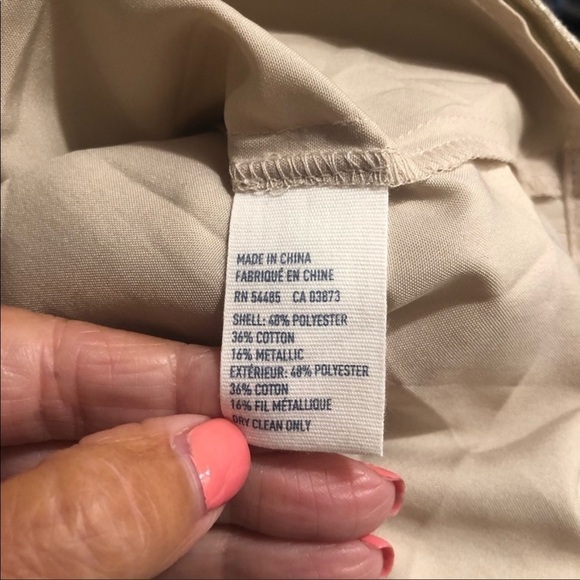 MADE IN CHINA
FABRIQUÉ EN CHINE
RN 54485 CA 03873
SHELL: 48% POLYESTER
36% COTTON
16% METALLIC
EXTÉRIEUR: 48% POLYESTER
36% COTON
16% FIL MÉTALLIQUE
DRY CLEAN ONLY